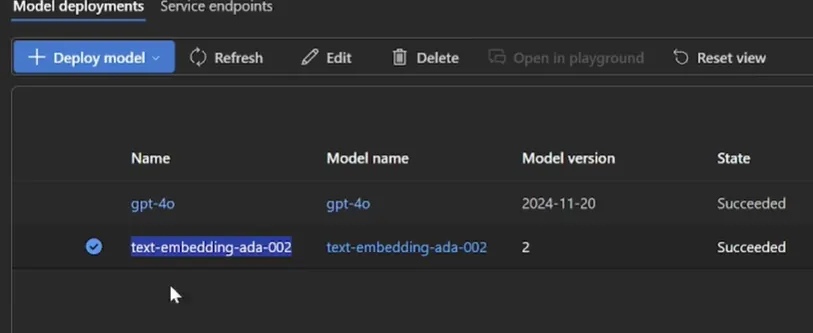 Model deployments Service endpoints
Deploy model Refresh Edit Delete Open in playground Reset view
Name Model name Model version State
gpt-4o gpt-4o 2024-11-20 Succeeded
text-embedding-ada-002 text-embedding-ada-002 2 Succeeded